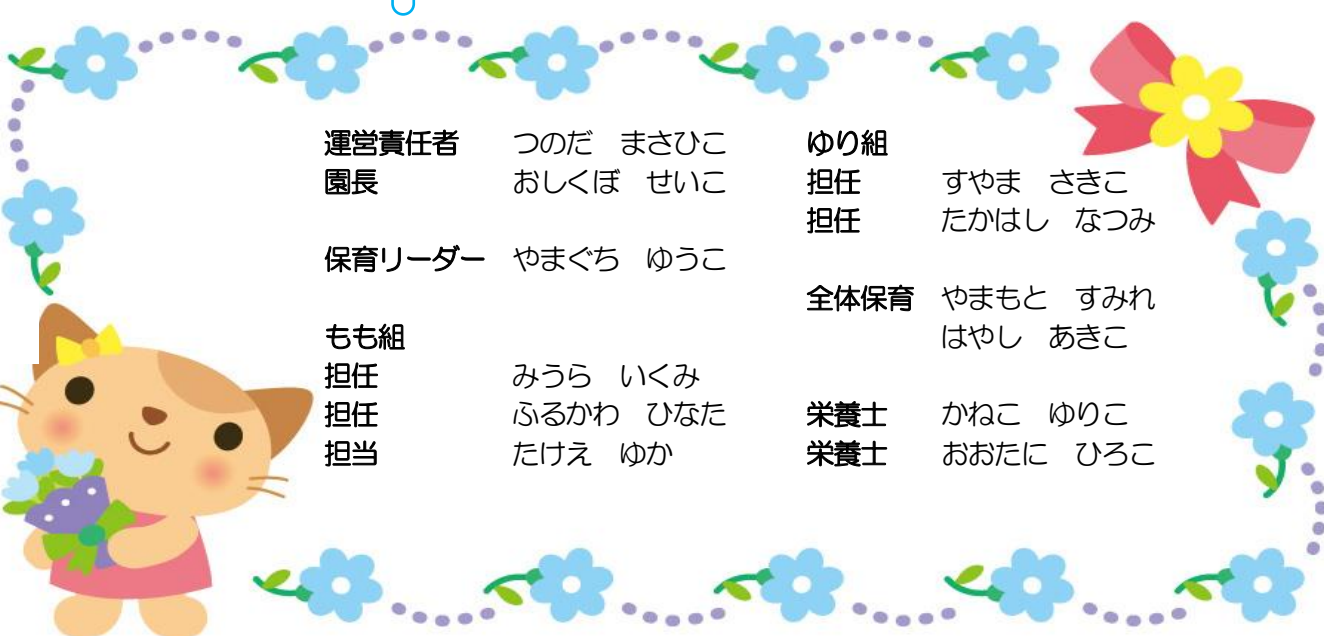 運営責任者　つのだ　まさひこ
園長　おしくぼ　せいこ
保育リーダー　やまぐち　ゆうこ
もも組
担任　みうら　いくみ
担任　ふるかわ　ひなた
担当　たけえ　ゆか
ゆり組
担任　すやま　さきこ
担任　たかはし　なつみ
全体保育　やまもと　すみれ
はやし　あきこ
栄養士　かねこ　ゆりこ
栄養士　おおたに　ひろこ